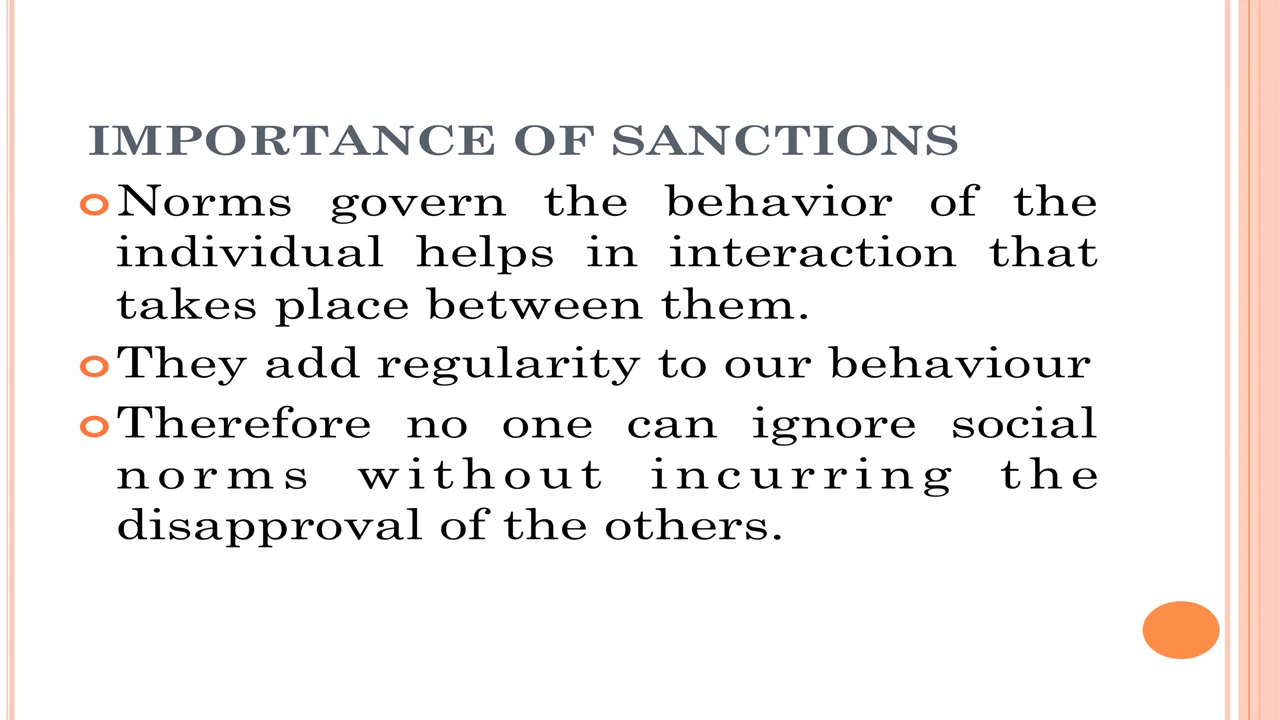 IMPORTANCE OF SANCTIONS
Norms govern the behavior of the
individual helps in interaction that
takes place between them.
They add regularity to our behaviour
Therefore no one can ignore social
norms without incurring the
disapproval of the others.